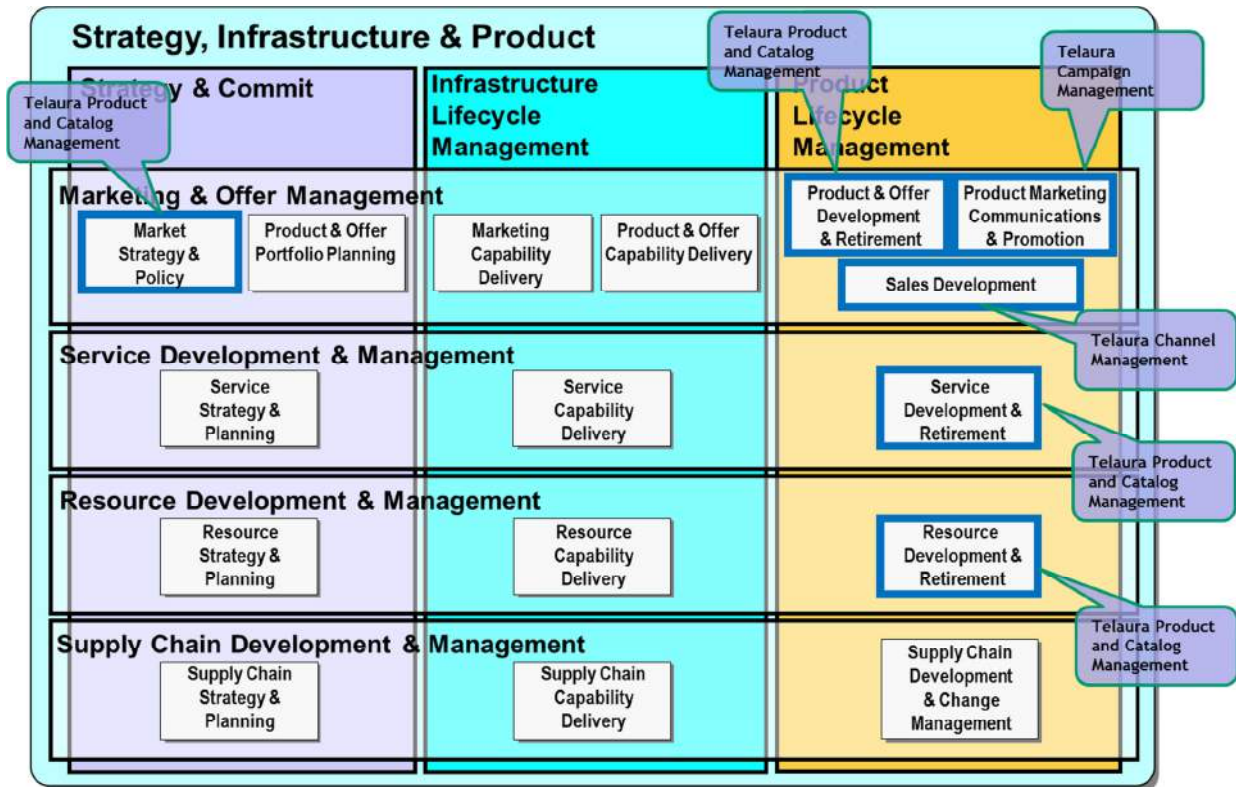 Strategy, Infrastructure & Product
Telaura Product
and Catalog
Management
Telaura
Campaign
Management
Telaura Product
and Catalog
Management
Strategy & Commit
Infrastructure
Lifecycle
Management
Product
Lifecycle
Management
Marketing & Offer Management
Market
Strategy &
Policy
Product & Offer
Portfolio Planning
Marketing
Capability
Delivery
Product & Offer
Capability Delivery
Product & Offer
Development
& Retirement
Product Marketing
Communications
& Promotion
Sales Development
Telaura Channel
Management
Service Development & Management
Service
Strategy &
Planning
Service
Capability
Delivery
Service
Development &
Retirement
Telaura Product
and Catalog
Management
Resource Development & Management
Resource
Strategy &
Planning
Resource
Capability
Delivery
Resource
Development &
Retirement
Telaura Product
and Catalog
Management
Supply Chain Development & Management
Supply Chain
Strategy &
Planning
Supply Chain
Capability
Delivery
Supply Chain
Development
& Change
Management